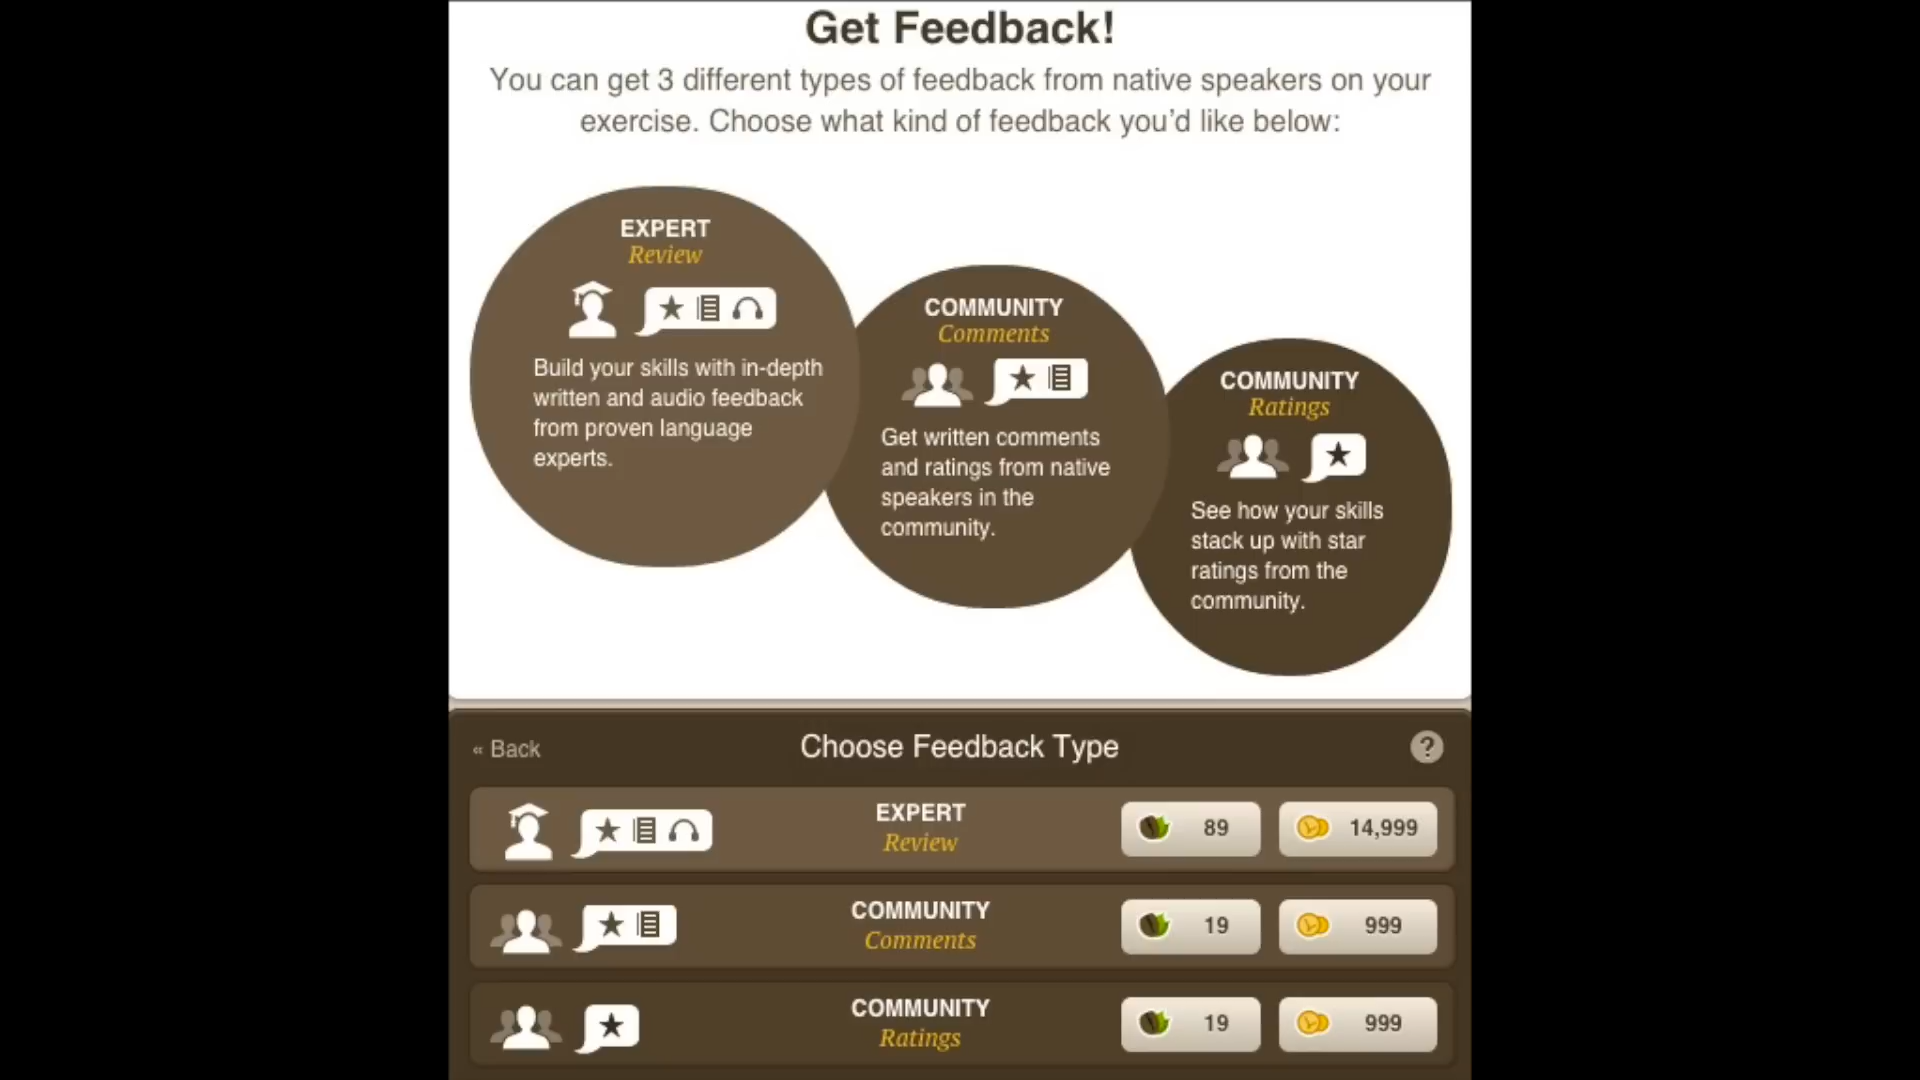 Get Feedback!
You can get 3 different types of feedback from native speakers on your
exercise. Choose what kind of feedback you'd like below:
EXPERT
Review
Build your skills with in-depth
written and audio feedback
from proven language
experts.
COMMUNITY
Comments
Get written comments
and ratings from native
speakers in the
community.
COMMUNITY
Ratings
See how your skills
stack up with star
ratings from the
community.
« Back
Choose Feedback Type
?
EXPERT
Review
89
14,999
COMMUNITY
Comments
19
999
COMMUNITY
Ratings
19
999